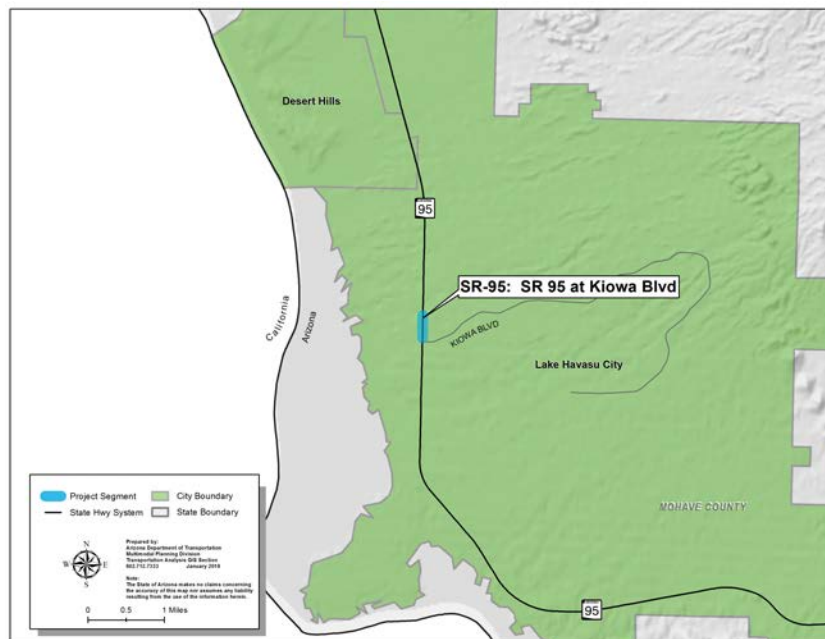 Desert Hills
95
SR-95: SR 95 at Kiowa Blvd
California
Arizona
KIOWA BLVD
Lake Havasu City
MOHAVE COUNTY
95
Project Segment
City Boundary
State Hwy System
State Boundary
N
W E
S
Prepared by:
Arizona Department of Transportation
Multimodal Planning Division
Transportation Analysis GIS Section
602.712.7333 January 2018
Note:
The State of Arizona makes no claims concerning
the accuracy of this map nor assumes any liability
resulting from the use of the information herein.
0 0.5 1 Miles